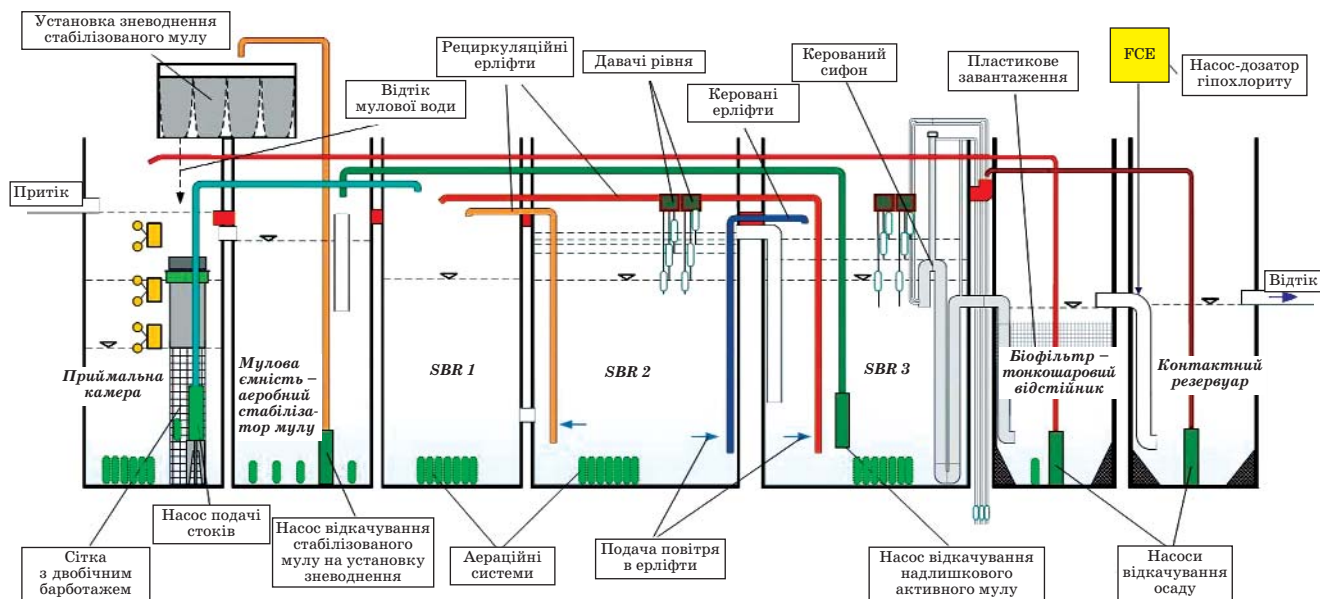 Установка зневоднення
стабілізованого мулу
Рециркуляційні
ерліфти
Відтік
мулової води
Давачі рівня
Керовані
ерліфти
Керований
сифон
Пластикове
завантаження
FCE
Насос-дозатор
гіпохлориту
Притік
Відтік
Приймальна
камера
Мулова
ємність –
аеробний
стабіліза-
тор мулу
SBR 1
SBR 2
SBR 3
Біофільтр –
тонкошаровий
відстійник
Контактний
резервуар
Сітка
з двобічним
барботажем
Насос подачі
стоків
Насос відкачування
стабілізованого
мулу на установку
зневоднення
Аераційні
системи
Подача повітря
в ерліфти
Насос відкачування
надлишкового
активного мулу
Насоси
відкачування
осаду